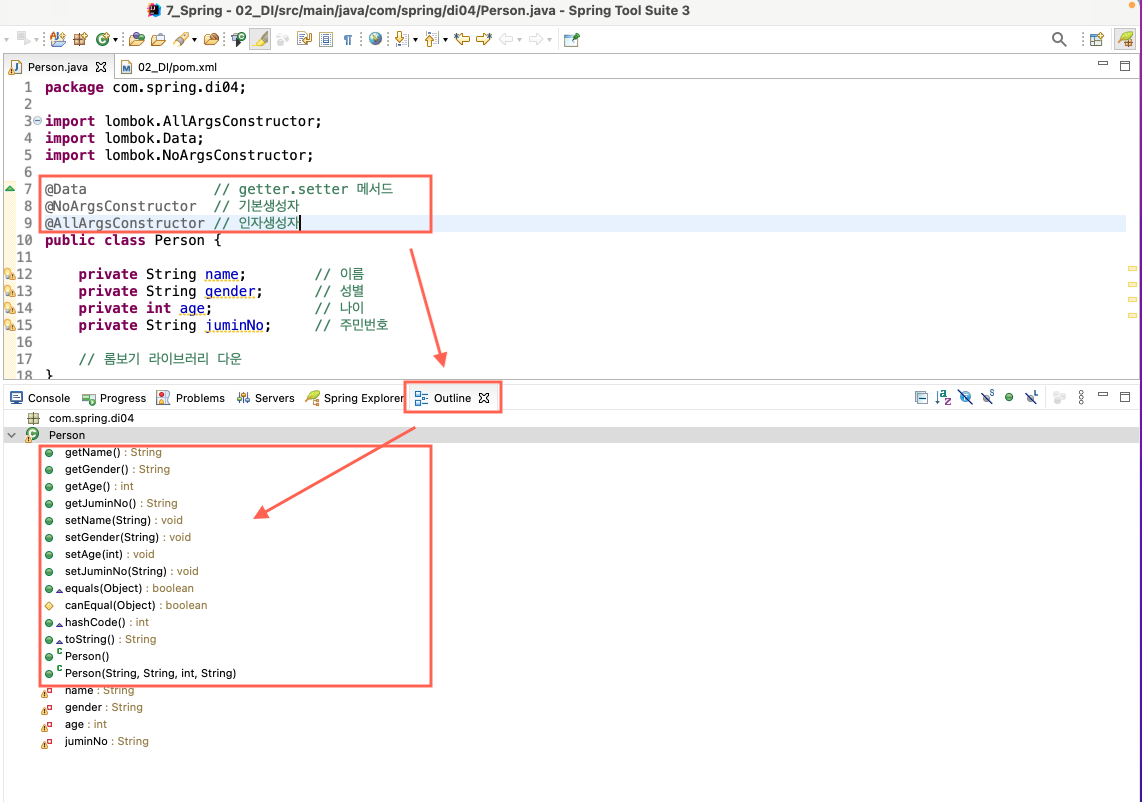 7_Spring - 02_DI/src/main/java/com/spring/di04/Person.java - Spring Tool Suite 3
Person.java
02_DI/pom.xml
1 package com.spring.di04;
2
3 import lombok.AllArgsConstructor;
4 import lombok.Data;
5 import lombok.NoArgsConstructor;
6
7 @Data // getter.setter 메서드
8 @NoArgsConstructor // 기본생성자
9 @AllArgsConstructor // 인자생성자
10 public class Person {
11
12 private String name; // 이름
13 private String gender; // 성별
14 private int age; // 나이
15 private String juminNo; // 주민번호
16
17 // 롬보기 라이브러리 다운
18 }
Console Progress Problems Servers Spring Explorer Outline
com.spring.di04
Person
getName() : String
getGender() : String
getAge() : int
getJuminNo() : String
setName(String) : void
setGender(String) : void
setAge(int) : void
setJuminNo(String) : void
equals(Object) : boolean
canEqual(Object) : boolean
hashCode() : int
toString() : String
Person()
Person(String, String, int, String)
name : String
gender : String
age : int
juminNo : String